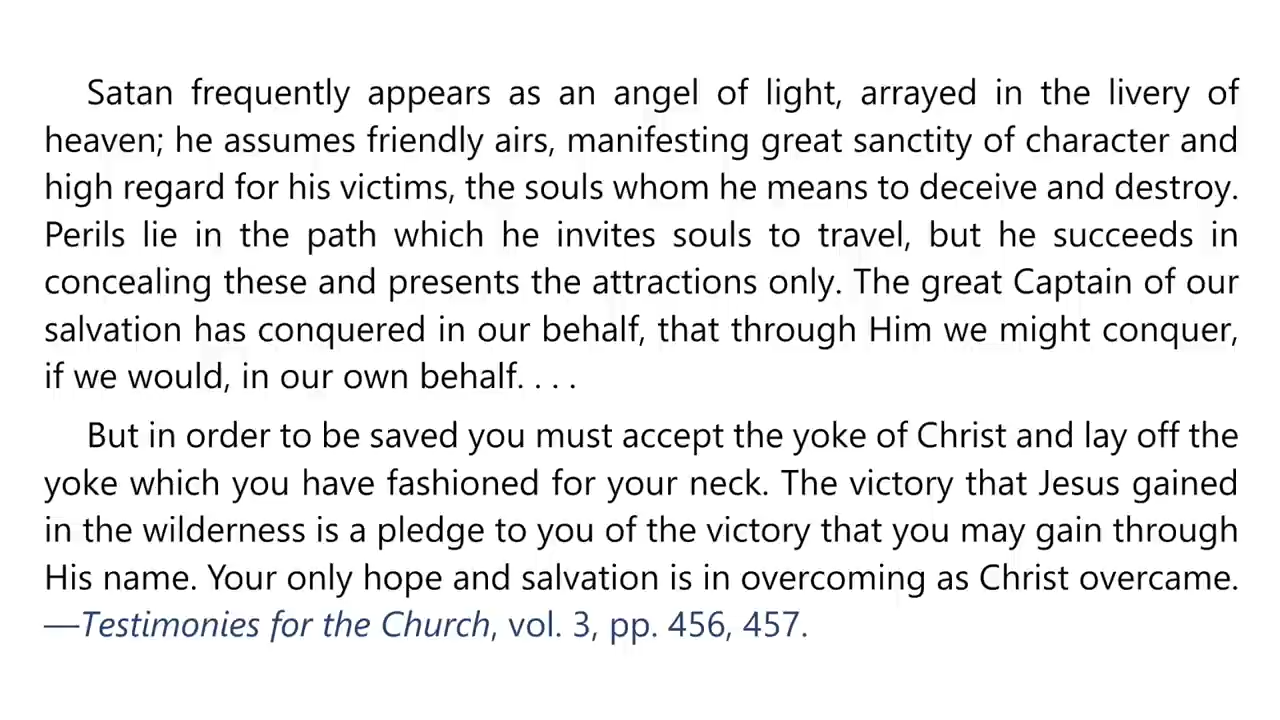 Satan frequently appears as an angel of light, arrayed in the livery of
heaven; he assumes friendly airs, manifesting great sanctity of character and
high regard for his victims, the souls whom he means to deceive and destroy.
Perils lie in the path which he invites souls to travel, but he succeeds in
concealing these and presents the attractions only. The great Captain of our
salvation has conquered in our behalf, that through Him we might conquer,
if we would, in our own behalf. . . .
But in order to be saved you must accept the yoke of Christ and lay off the
yoke which you have fashioned for your neck. The victory that Jesus gained
in the wilderness is a pledge to you of the victory that you may gain through
His name. Your only hope and salvation is in overcoming as Christ overcame.
—Testimonies for the Church, vol. 3, pp. 456, 457.